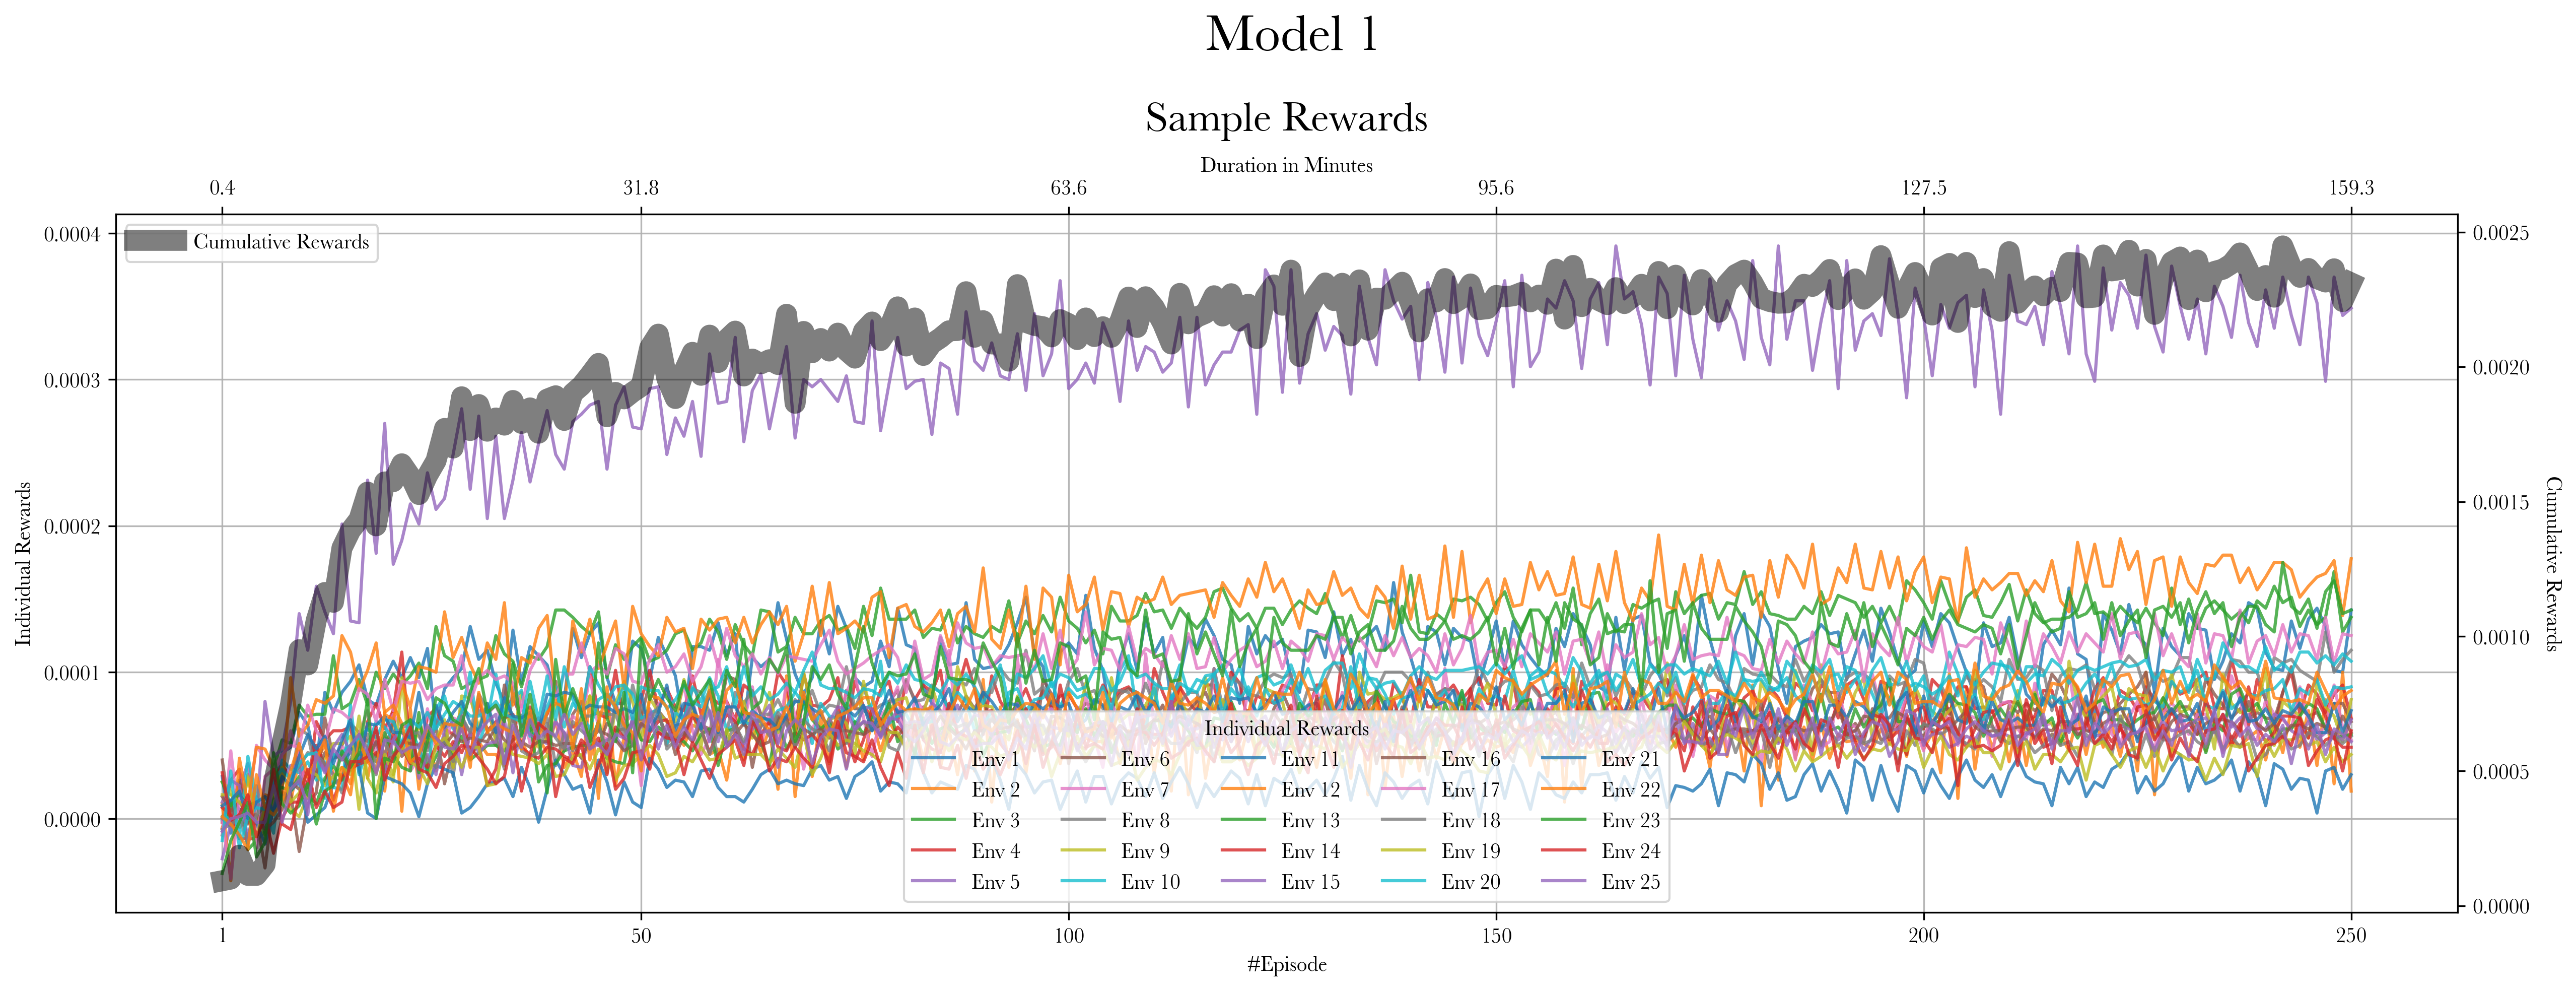 Model 1
Sample Rewards
Duration in Minutes
0.4 31.8 63.6 95.6 127.5 159.3
Cumulative Rewards
Individual Rewards
0.0004
0.0003
0.0002
0.0001
0.0000
0.0025
0.0020
0.0015
0.0010
0.0005
0.0000
Cumulative Rewards
Individual Rewards
Env 1 Env 6 Env 11 Env 16 Env 21
Env 2 Env 7 Env 12 Env 17 Env 22
Env 3 Env 8 Env 13 Env 18 Env 23
Env 4 Env 9 Env 14 Env 19 Env 24
Env 5 Env 10 Env 15 Env 20 Env 25
1 50 100 150 200 250
#Episode